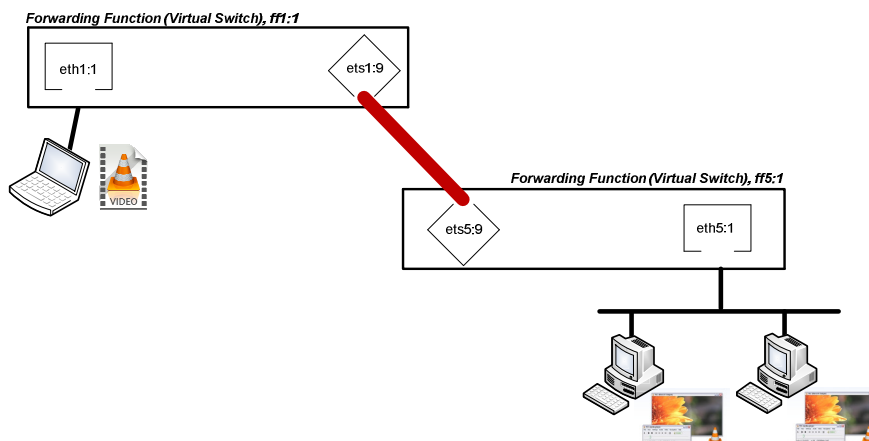 Forwarding Function (Virtual Switch), ff1:1
eth1:1
ets1:9
VIDEO
Forwarding Function (Virtual Switch), ff5:1
ets5:9
eth5:1